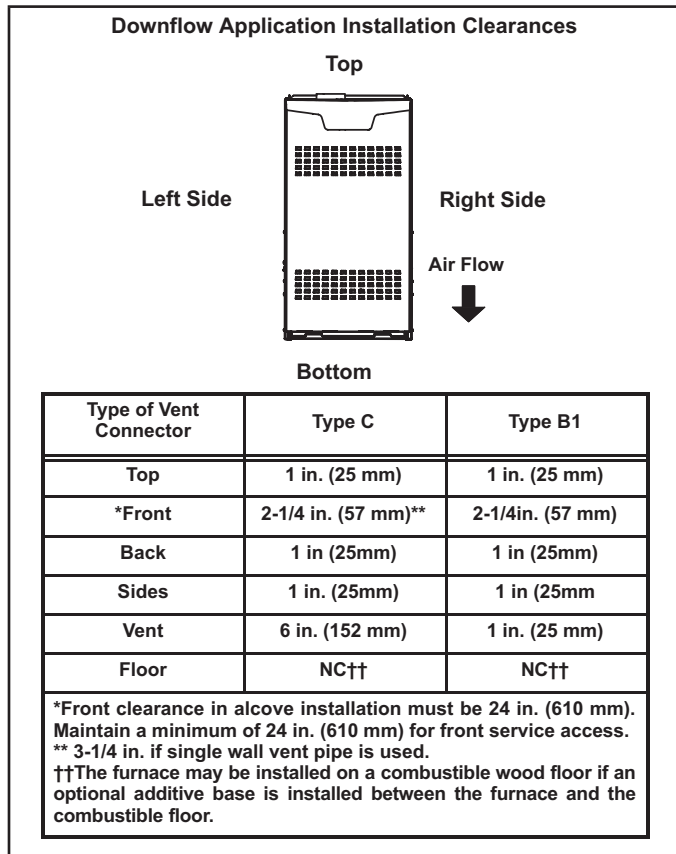 Downflow Application Installation Clearances
Top
Left Side
Right Side
Air Flow
Bottom
Type of Vent Connector Type C Type B1
Top 1 in. (25 mm) 1 in. (25 mm)
*Front 2-1/4 in. (57 mm)** 2-1/4in. (57 mm)
Back 1 in (25mm) 1 in (25mm)
Sides 1 in. (25mm) 1 in (25mm
Vent 6 in. (152 mm) 1 in. (25 mm)
Floor NC†† NC††
*Front clearance in alcove installation must be 24 in. (610 mm).
Maintain a minimum of 24 in. (610 mm) for front service access.
** 3-1/4 in. if single wall vent pipe is used.
††The furnace may be installed on a combustible wood floor if an
optional additive base is installed between the furnace and the
combustible floor.